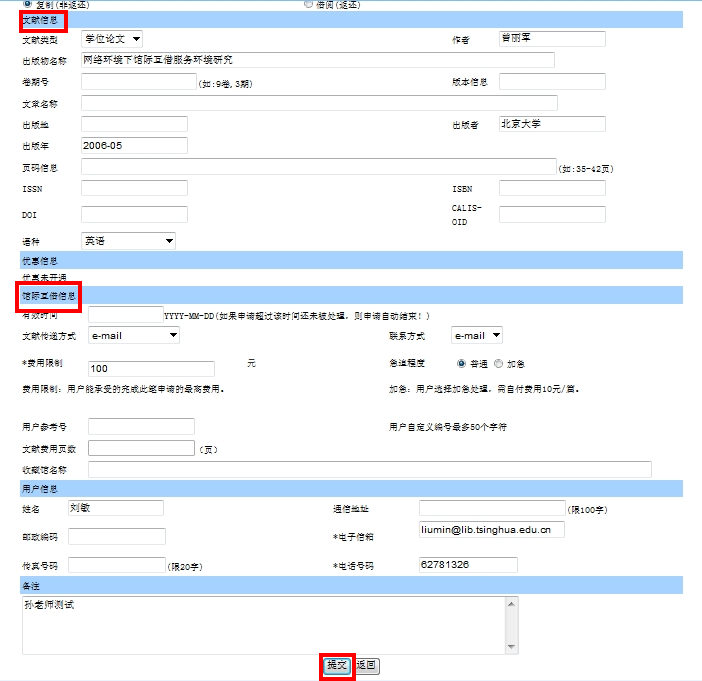 复制(非返还) 借阅(返还)
文献信息
文献类型 学位论文 作者 曾丽军
出版物名称 网络环境下馆际互借服务环境研究
卷期号 (如:9卷,3期) 版本信息
文章名称
出版地 出版者 北京大学
出版年 2006-05
页码信息 (如:35-42页)
ISSN ISBN
DOI CALIS-OID
语种 英语
优惠信息
优惠未开通
馆际互借信息
有效时间 YYYY-MM-DD(如果申请超过该时间还未被处理，则申请自动结束！)
文献传递方式 e-mail 联系方式 e-mail
*费用限制 100 元 急迫程度 普通 加急
费用限制：用户能承受的完成此笔申请的最高费用。 加急：用户选择加急处理，需自付费用10元/篇。
用户参考号 用户自定义编号最多50个字符
文献费用页数 (页)
收藏馆名称
用户信息
姓名 刘敏 通信地址 (限100字)
邮政编码 *电子信箱 liumin@lib.tsinghua.edu.cn
传真号码 (限20字) *电话号码 62781326
备注
孙老师测试
提交 返回